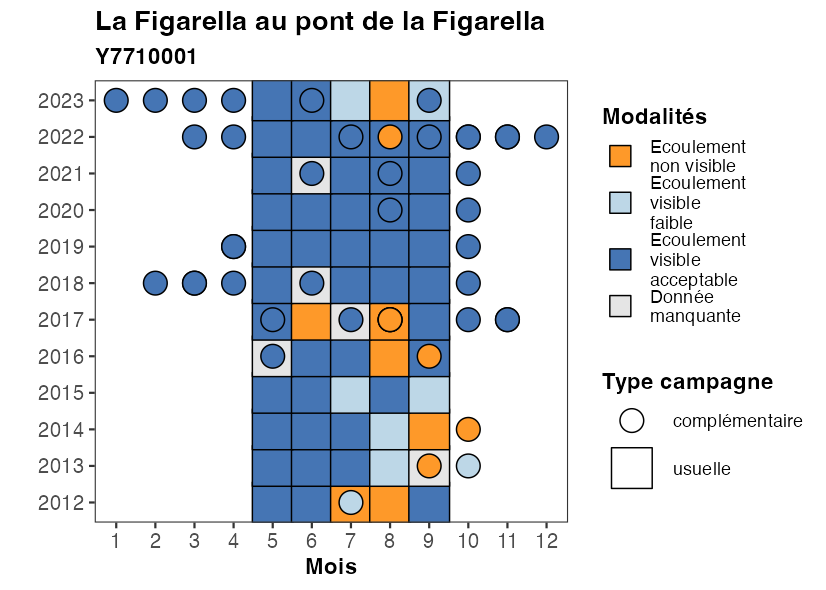 La Figarella au pont de la Figarella
Y7710001
2023
2022
2021
2020
2019
2018
2017
2016
2015
2014
2013
2012
1 2 3 4 5 6 7 8 9 10 11 12
Mois
Modalités
Ecoulement
non visible
Ecoulement
visible
faible
Ecoulement
visible
acceptable
Donnée
manquante
Type campagne
complémentaire
usuelle